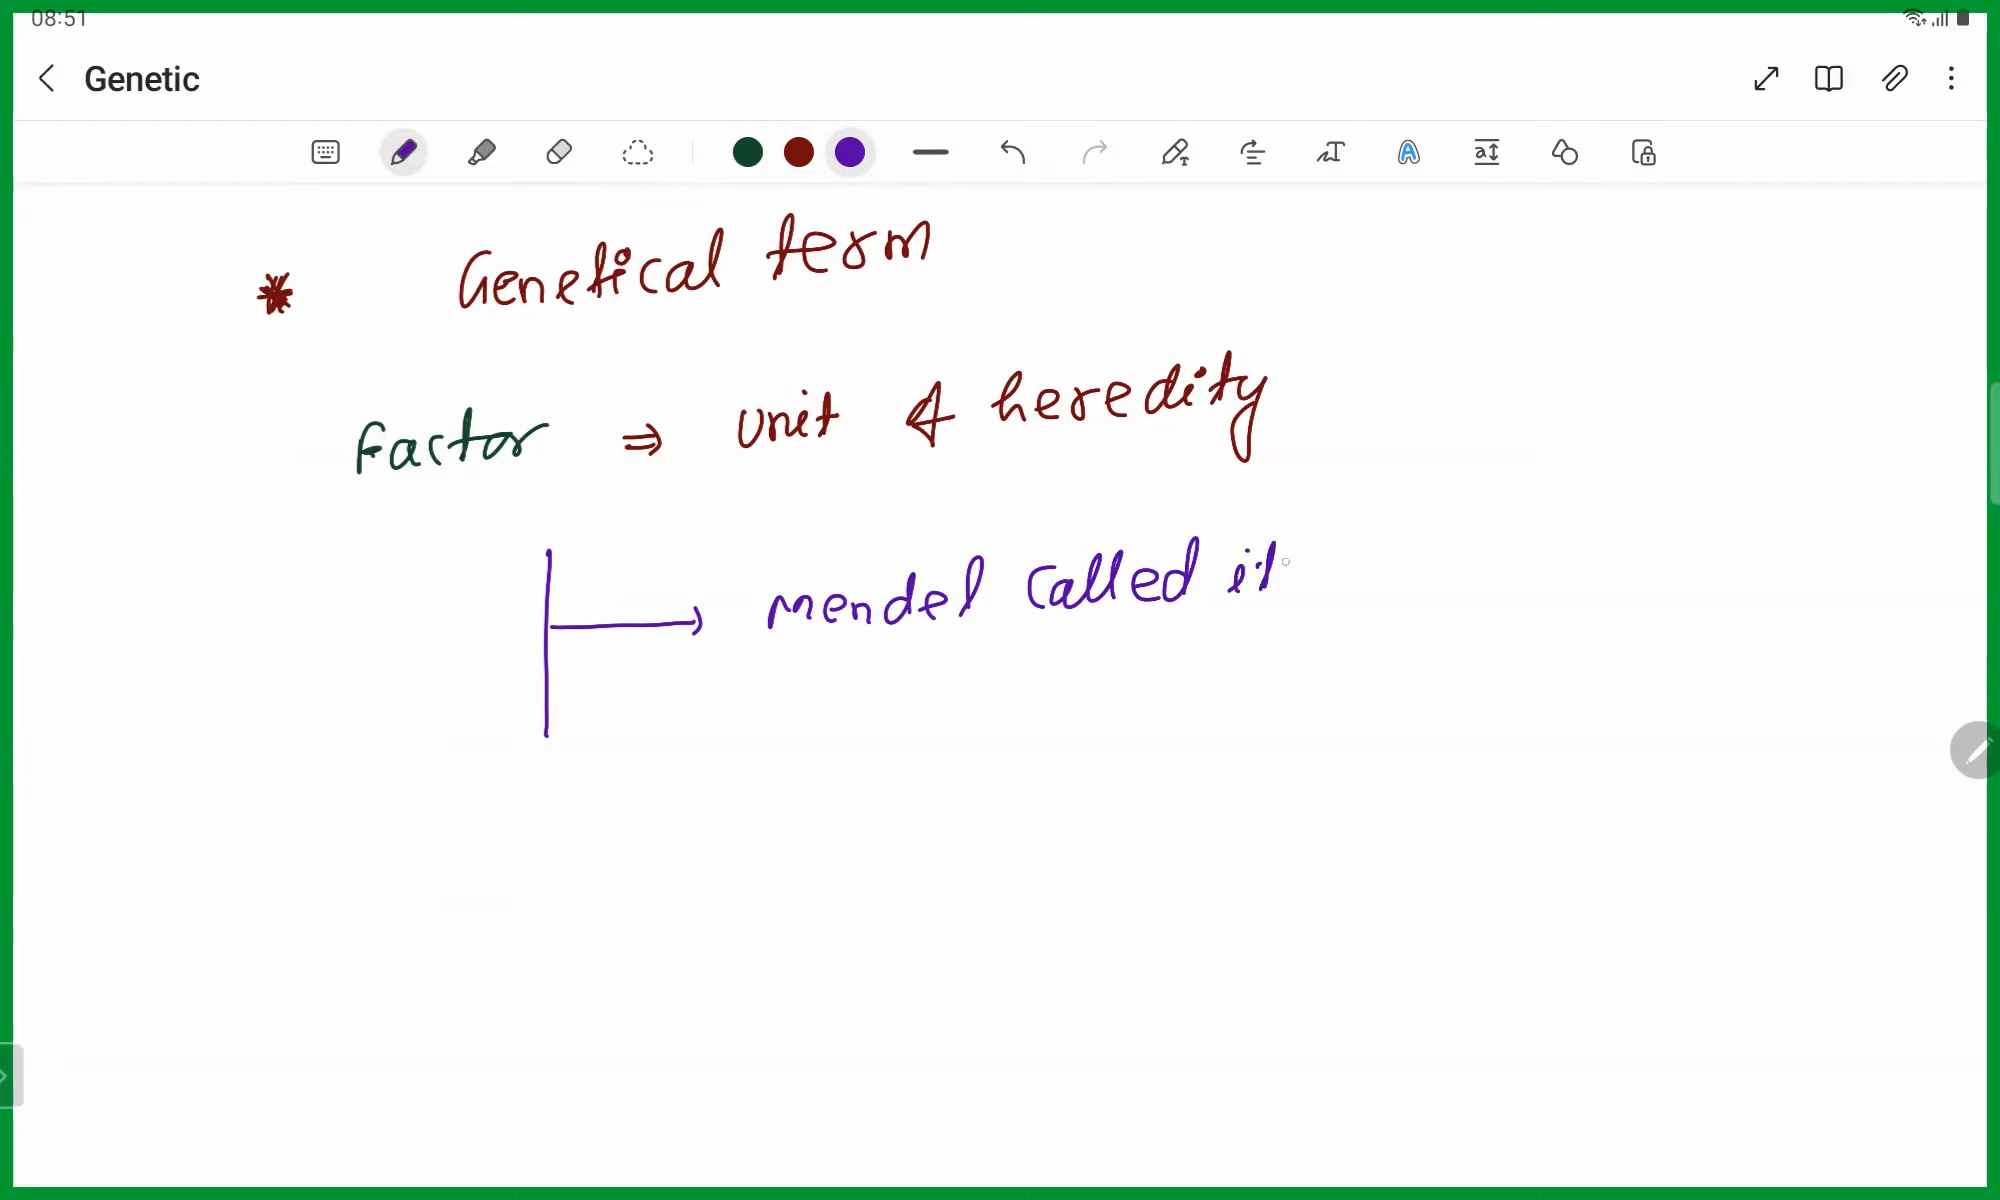 08:51
Genetic
* Genetical term
Factor ⇒ unit of heredity
mendel called it